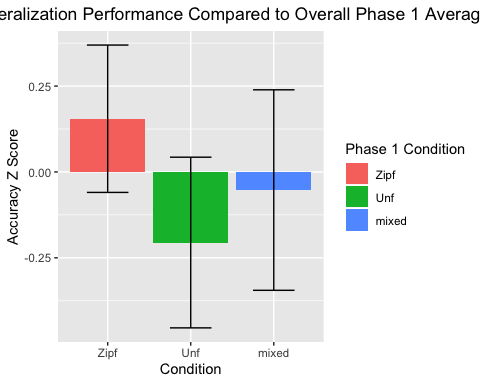 eralization Performance Compared to Overall Phase 1 Averag
0.25
0.00
-0.25
Accuracy Z Score
Zipf
Unf
mixed
Condition
Phase 1 Condition
Zipf
Unf
mixed